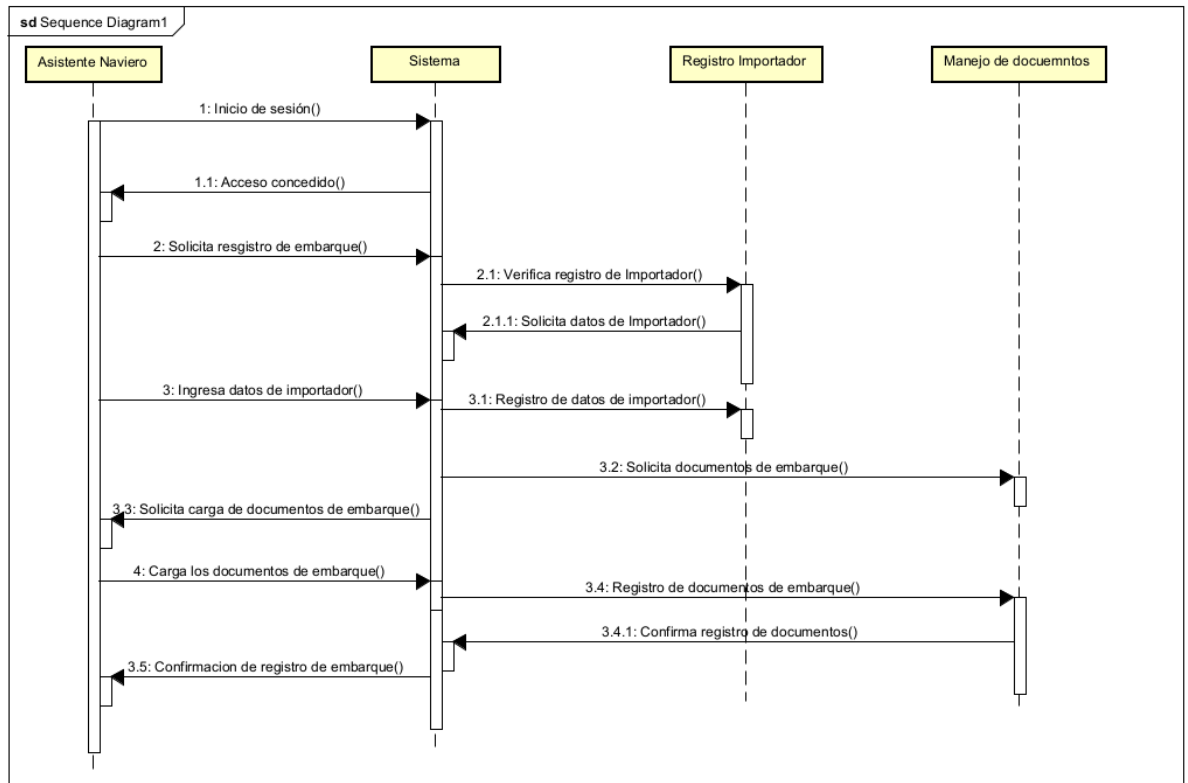 sd Sequence Diagram1
Asistente Naviero
Sistema
Registro Importador
Manejo de docuemntos
1: Inicio de sesión()
1.1: Acceso concedido()
2: Solicita resgistro de embarque()
2.1: Verifica registro de Importador()
2.1.1: Solicita datos de Importador()
3: Ingresa datos de importador()
3.1: Registro de datos de importador()
3.2: Solicita documentos de embarque()
3.3: Solicita carga de documentos de embarque()
4: Carga los documentos de embarque()
3.4: Registro de documentos de embarque()
3.4.1: Confirma registro de documentos()
3.5: Confirmacion de registro de embarque()